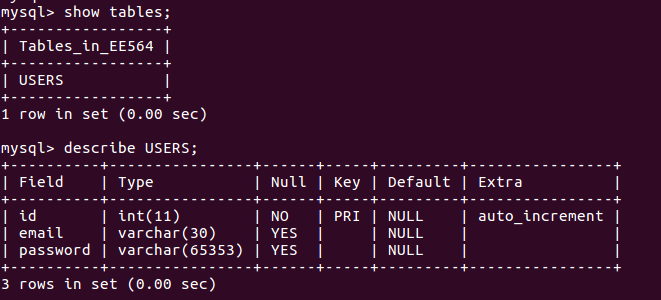 mysql> show tables;
+-----------------+
| Tables_in_EE564 |
+-----------------+
| USERS           |
+-----------------+
1 row in set (0.00 sec)

mysql> describe USERS;
+----------+----------------+------+-----+---------+----------------+
| Field    | Type           | Null | Key | Default | Extra          |
+----------+----------------+------+-----+---------+----------------+
| id       | int(11)        | NO   | PRI | NULL    | auto_increment |
| email    | varchar(30)    | YES  |     | NULL    |                |
| password | varchar(65353) | YES  |     | NULL    |                |
+----------+----------------+------+-----+---------+----------------+
3 rows in set (0.00 sec)